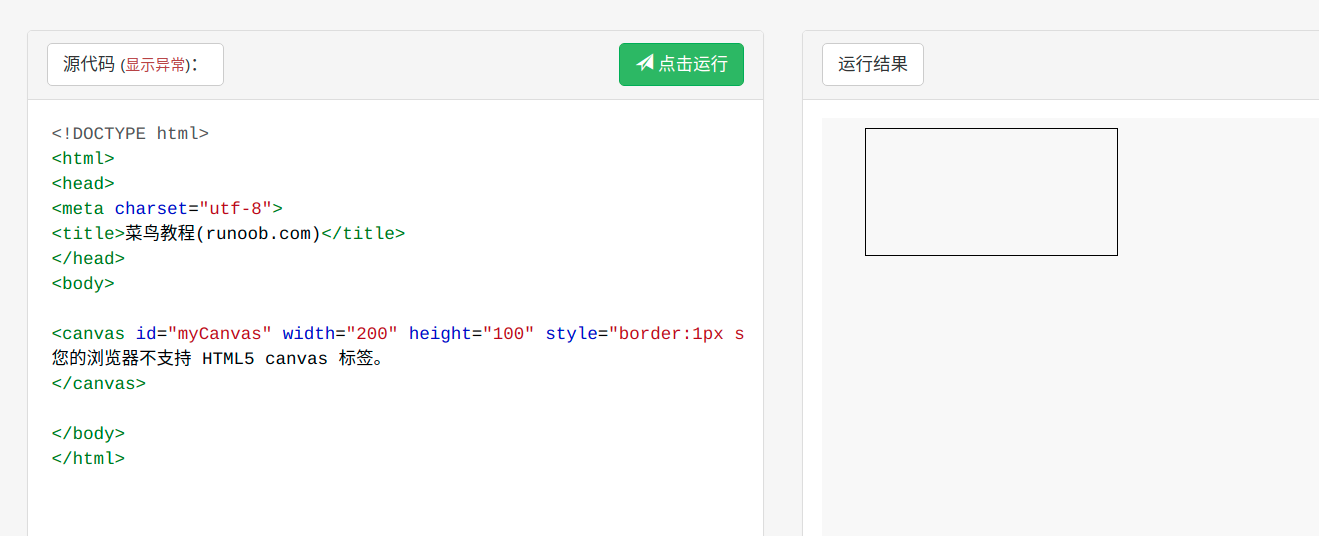 源代码 (显示异常)：
点击运行
运行结果
<!DOCTYPE html>
<html>
<head>
<meta charset="utf-8">
<title>菜鸟教程(runoob.com)</title>
</head>
<body>
<canvas id="myCanvas" width="200" height="100" style="border:1px s
您的浏览器不支持 HTML5 canvas 标签。
</canvas>
</body>
</html>